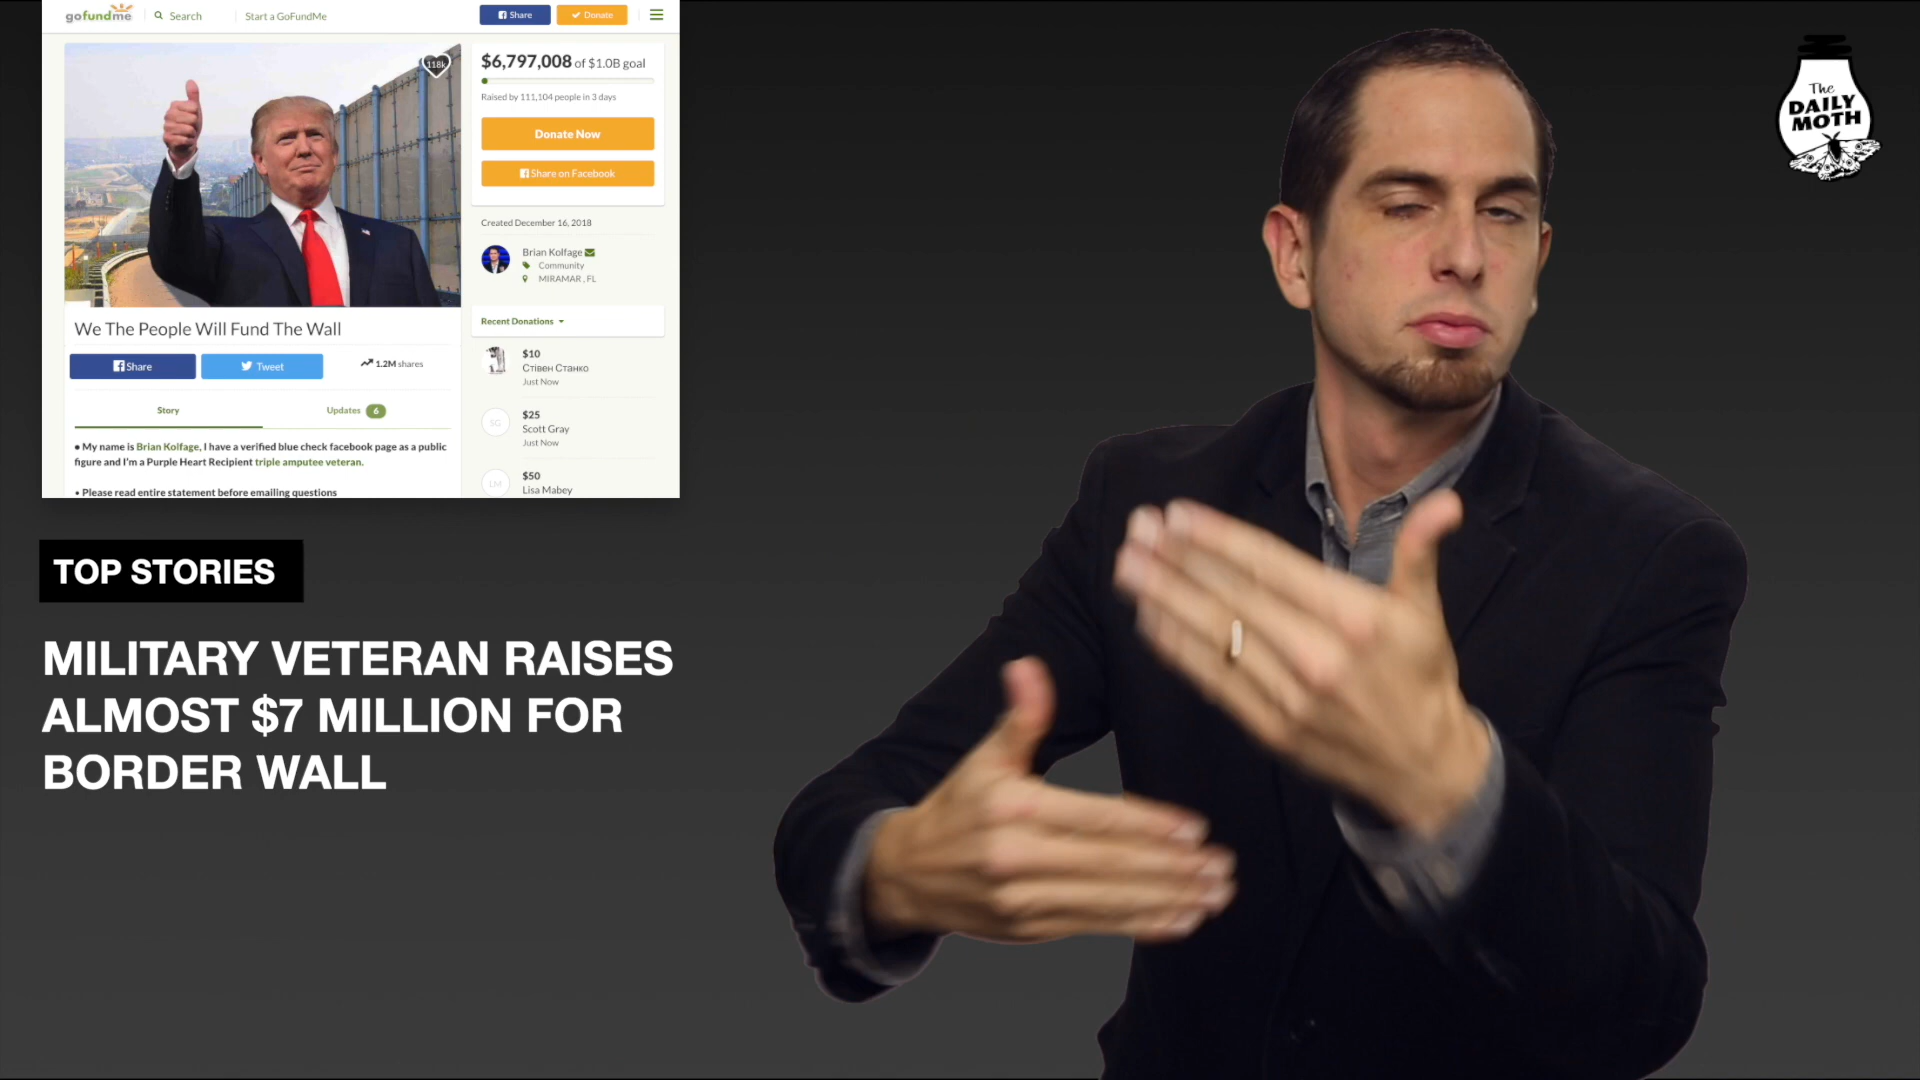 gofundme
Search
Start a GoFundMe
Share
Donate
118k
$6,797,008 of $1.0B goal
Raised by 111,104 people in 3 days
Donate Now
Share on Facebook
Created December 16, 2018
Brian Kolfage
Community
MIRAMAR , FL
Recent Donations
$10
Стівен Станко
Just Now
SG
$25
Scott Gray
Just Now
LM
$50
Lisa Mabey
We The People Will Fund The Wall
Share
Tweet
1.2M shares
Story
Updates 6
• My name is Brian Kolfage, I have a verified blue check facebook page as a public
figure and I'm a Purple Heart Recipient triple amputee veteran.
• Please read entire statement before emailing questions
TOP STORIES
MILITARY VETERAN RAISES
ALMOST $7 MILLION FOR
BORDER WALL
The
DAILY
MOTH